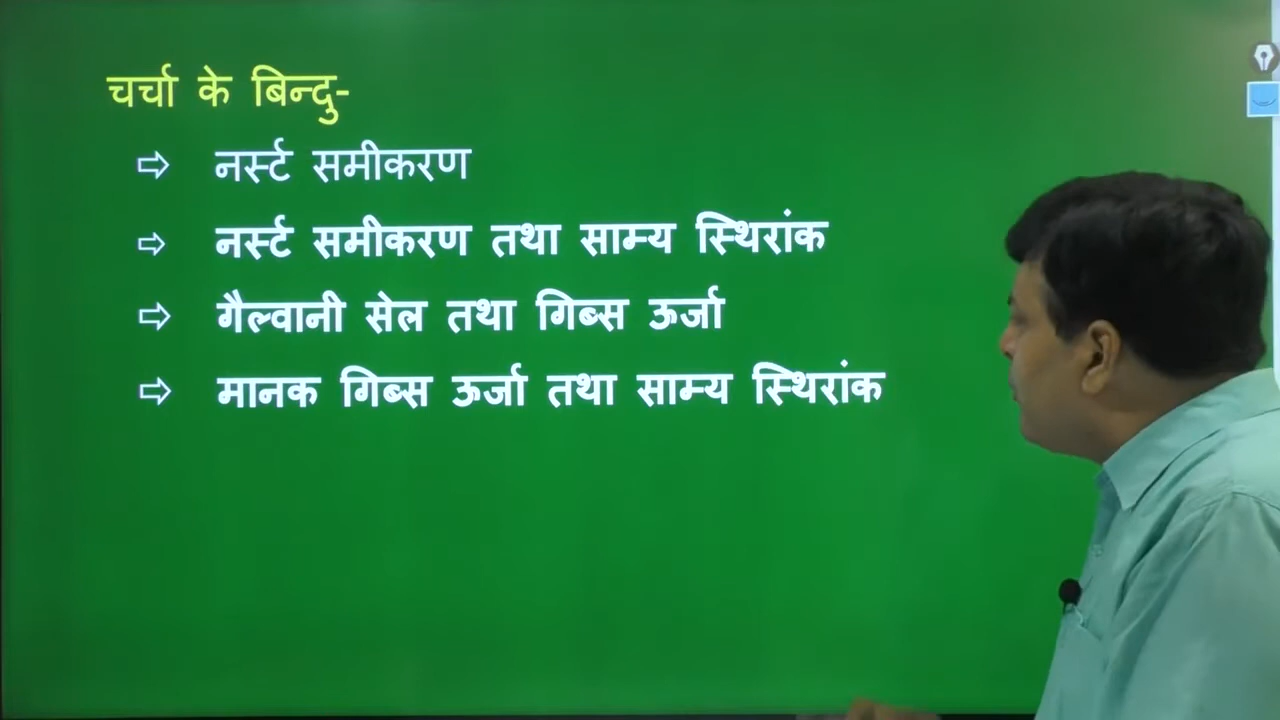 चर्चा के बिन्दु-
⇨ नर्स्ट समीकरण
⇨ नर्स्ट समीकरण तथा साम्य स्थिरांक
⇨ गैल्वानी सेल तथा गिब्स ऊर्जा
⇨ मानक गिब्स ऊर्जा तथा साम्य स्थिरांक